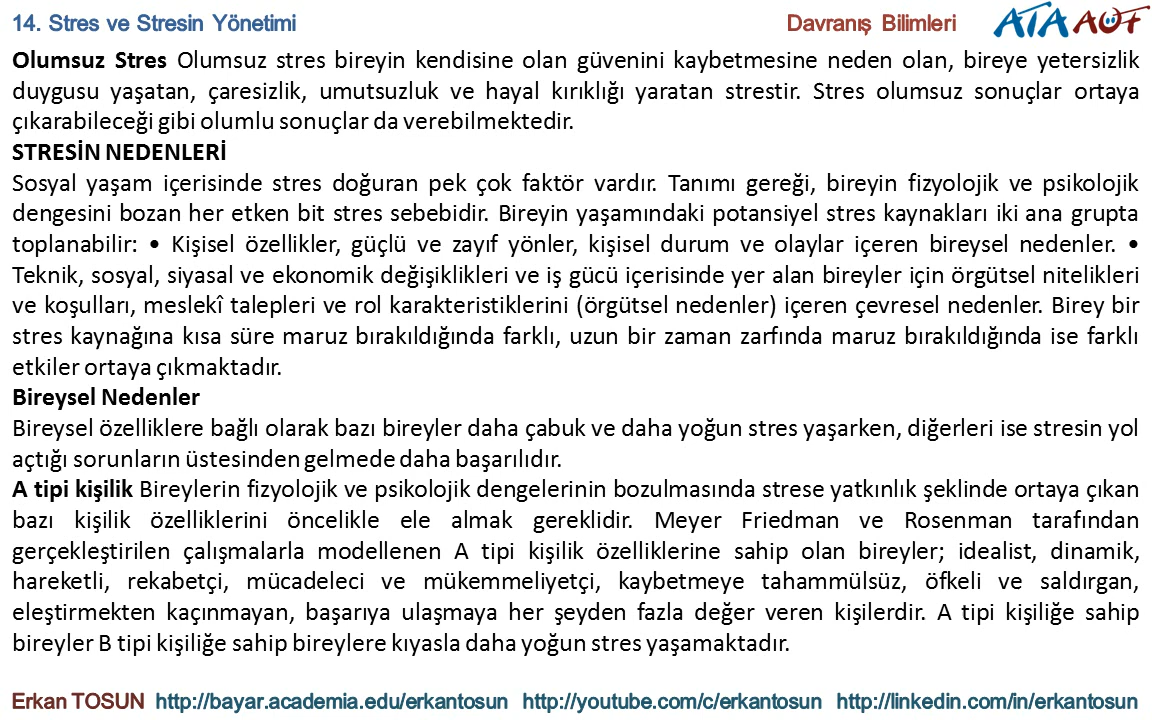 14. Stres ve Stresin Yönetimi
Davranış Bilimleri
ATA AÖF
Olumsuz Stres Olumsuz stres bireyin kendisine olan güvenini kaybetmesine neden olan, bireye yetersizlik
duygusu yaşatan, çaresizlik, umutsuzluk ve hayal kırıklığı yaratan strestir. Stres olumsuz sonuçlar ortaya
çıkarabileceği gibi olumlu sonuçlar da verebilmektedir.
STRESİN NEDENLERİ
Sosyal yaşam içerisinde stres doğuran pek çok faktör vardır. Tanımı gereği, bireyin fizyolojik ve psikolojik
dengesini bozan her etken bit stres sebebidir. Bireyin yaşamındaki potansiyel stres kaynakları iki ana grupta
toplanabilir: • Kişisel özellikler, güçlü ve zayıf yönler, kişisel durum ve olaylar içeren bireysel nedenler. •
Teknik, sosyal, siyasal ve ekonomik değişiklikleri ve iş gücü içerisinde yer alan bireyler için örgütsel nitelikleri
ve koşulları, meslekî talepleri ve rol karakteristiklerini (örgütsel nedenler) içeren çevresel nedenler. Birey bir
stres kaynağına kısa süre maruz bırakıldığında farklı, uzun bir zaman zarfında maruz bırakıldığında ise farklı
etkiler ortaya çıkmaktadır.
Bireysel Nedenler
Bireysel özelliklere bağlı olarak bazı bireyler daha çabuk ve daha yoğun stres yaşarken, diğerleri ise stresin yol
açtığı sorunların üstesinden gelmede daha başarılıdır.
A tipi kişilik Bireylerin fizyolojik ve psikolojik dengelerinin bozulmasında strese yatkınlık şeklinde ortaya çıkan
bazı kişilik özelliklerini öncelikle ele almak gereklidir. Meyer Friedman ve Rosenman tarafından
gerçekleştirilen çalışmalarla modellenen A tipi kişilik özelliklerine sahip olan bireyler; idealist, dinamik,
hareketli, rekabetçi, mücadeleci ve mükemmeliyetçi, kaybetmeye tahammülsüz, öfkeli ve saldırgan,
eleştirmekten kaçınmayan, başarıya ulaşmaya her şeyden fazla değer veren kişilerdir. A tipi kişiliğe sahip
bireyler B tipi kişiliğe sahip bireylere kıyasla daha yoğun stres yaşamaktadır.
Erkan TOSUN http://bayar.academia.edu/erkantosun http://youtube.com/c/erkantosun http://linkedin.com/in/erkantosun